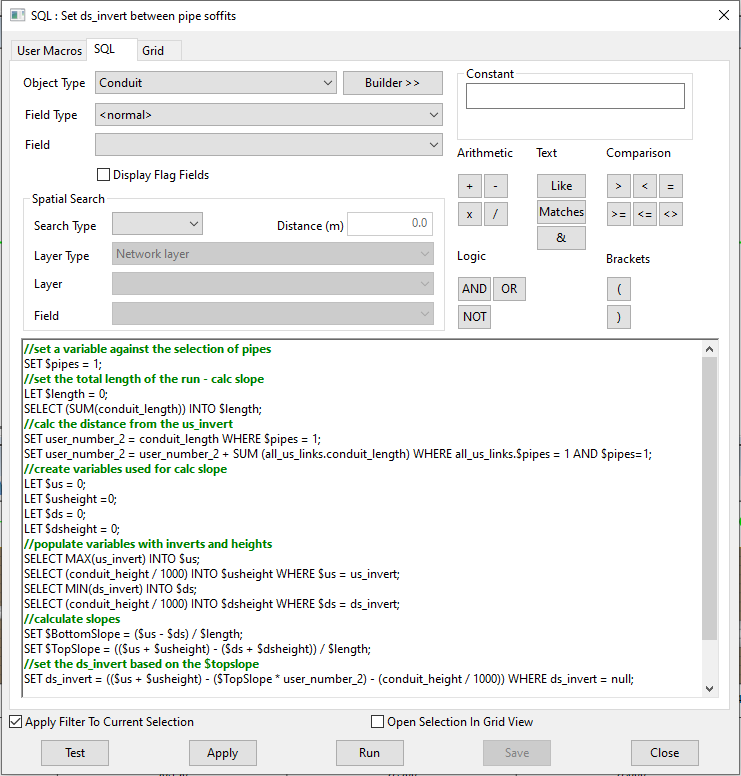 SQL : Set ds_invert between pipe soffits
User Macros
SQL
Grid
Object Type
Conduit
Builder >>
Constant
Field Type
<normal>
Field
Display Flag Fields
Arithmetic
Text
Comparison
+
-
Like
>
<
=
x
/
Matches
>=
<=
<>
&
Spatial Search
Search Type
Distance (m)
0.0
Layer Type
Network layer
Layer
Field
Logic
Brackets
AND
OR
(
NOT
)
//set a variable against the selection of pipes
SET $pipes = 1;
//set the total length of the run - calc slope
LET $length = 0;
SELECT (SUM(conduit_length)) INTO $length;
//calc the distance from the us_invert
SET user_number_2 = conduit_length WHERE $pipes = 1;
SET user_number_2 = user_number_2 + SUM (all_us_links.conduit_length) WHERE all_us_links.$pipes = 1 AND $pipes=1;
//create variables used for calc slope
LET $us = 0;
LET $usheight =0;
LET $ds = 0;
LET $dsheight = 0;
//populate variables with inverts and heights
SELECT MAX(us_invert) INTO $us;
SELECT (conduit_height / 1000) INTO $usheight WHERE $us = us_invert;
SELECT MIN(ds_invert) INTO $ds;
SELECT (conduit_height / 1000) INTO $dsheight WHERE $ds = ds_invert;
//calculate slopes
SET $BottomSlope = ($us - $ds) / $length;
SET $TopSlope = (($us + $usheight) - ($ds + $dsheight)) / $length;
//set the ds_invert based on the $topslope
SET ds_invert = (($us + $usheight) - ($TopSlope * user_number_2) - (conduit_height / 1000)) WHERE ds_invert = null;
Apply Filter To Current Selection
Open Selection In Grid View
Test
Apply
Run
Save
Close